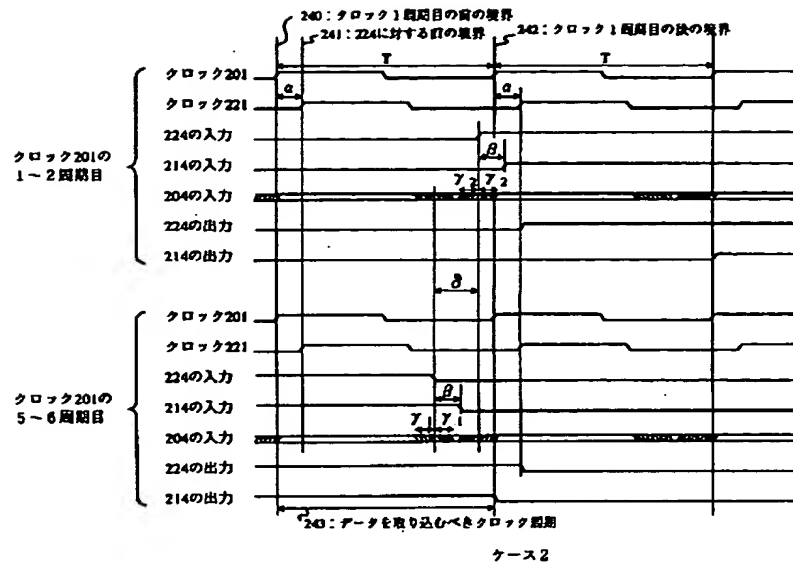 240:クロック1周期目の前の境界
241:224に対する前の境界
242:クロック1周期目の後の境界
T
T
クロック201の
1～2周期目
クロック201
α
α
クロック221
224の入力
214の入力
β
204の入力
γ2
γ2
224の出力
214の出力
δ
クロック201の
5～6周期目
クロック201
クロック221
224の入力
214の入力
β
204の入力
γ1
γ1
224の出力
214の出力
243:データを取り込むべきクロック周期
ケース2